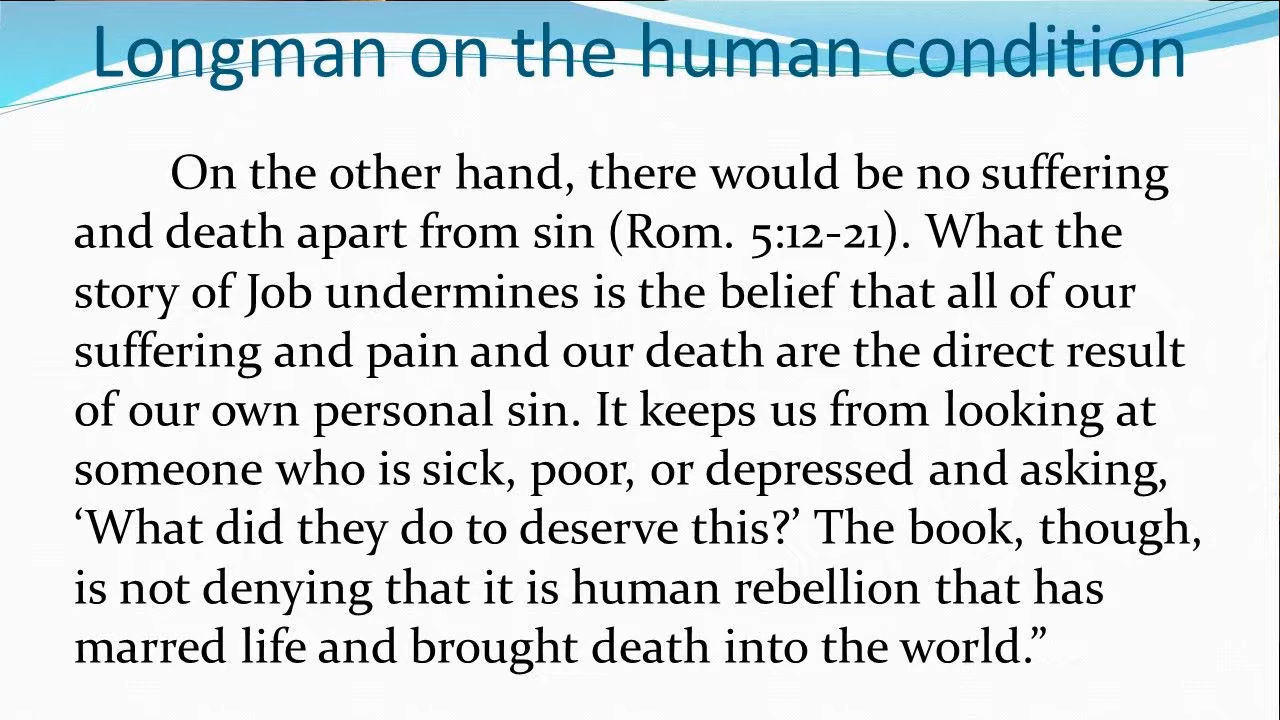 Longman on the human condition
On the other hand, there would be no suffering
and death apart from sin (Rom. 5:12-21). What the
story of Job undermines is the belief that all of our
suffering and pain and our death are the direct result
of our own personal sin. It keeps us from looking at
someone who is sick, poor, or depressed and asking,
‘What did they do to deserve this?’ The book, though,
is not denying that it is human rebellion that has
marred life and brought death into the world.”